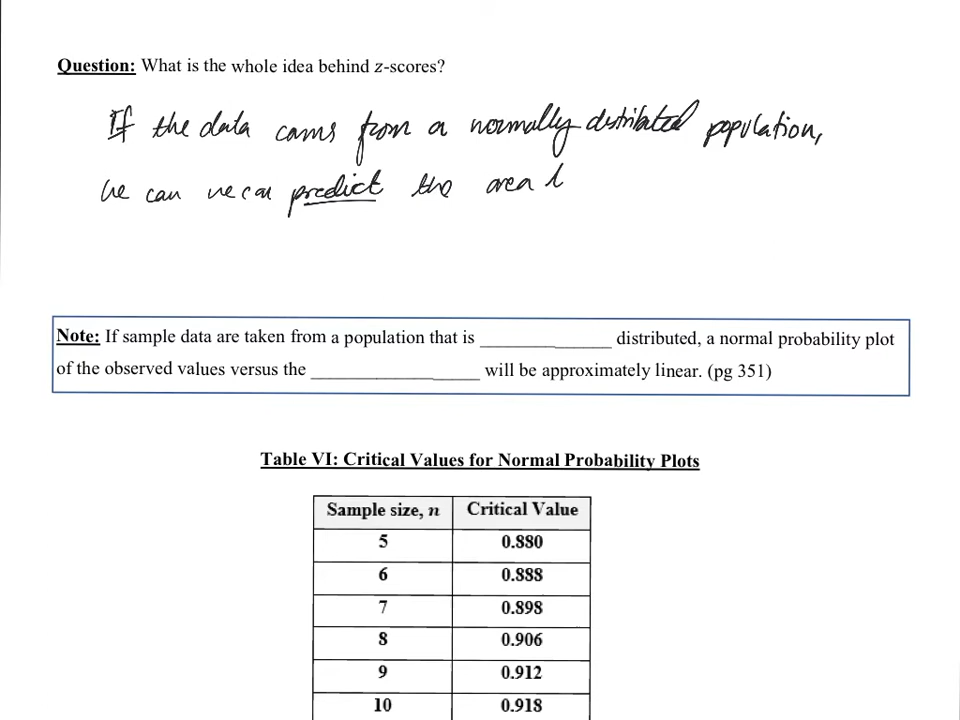 Question: What is the whole idea behind z-scores?
If the data cams from a normally distributed population,
we can we can predict the area l
Note: If sample data are taken from a population that is ______________ distributed, a normal probability plot
of the observed values versus the __________________ will be approximately linear. (pg 351)
Table VI: Critical Values for Normal Probability Plots
Sample size, n Critical Value
5 0.880
6 0.888
7 0.898
8 0.906
9 0.912
10 0.918